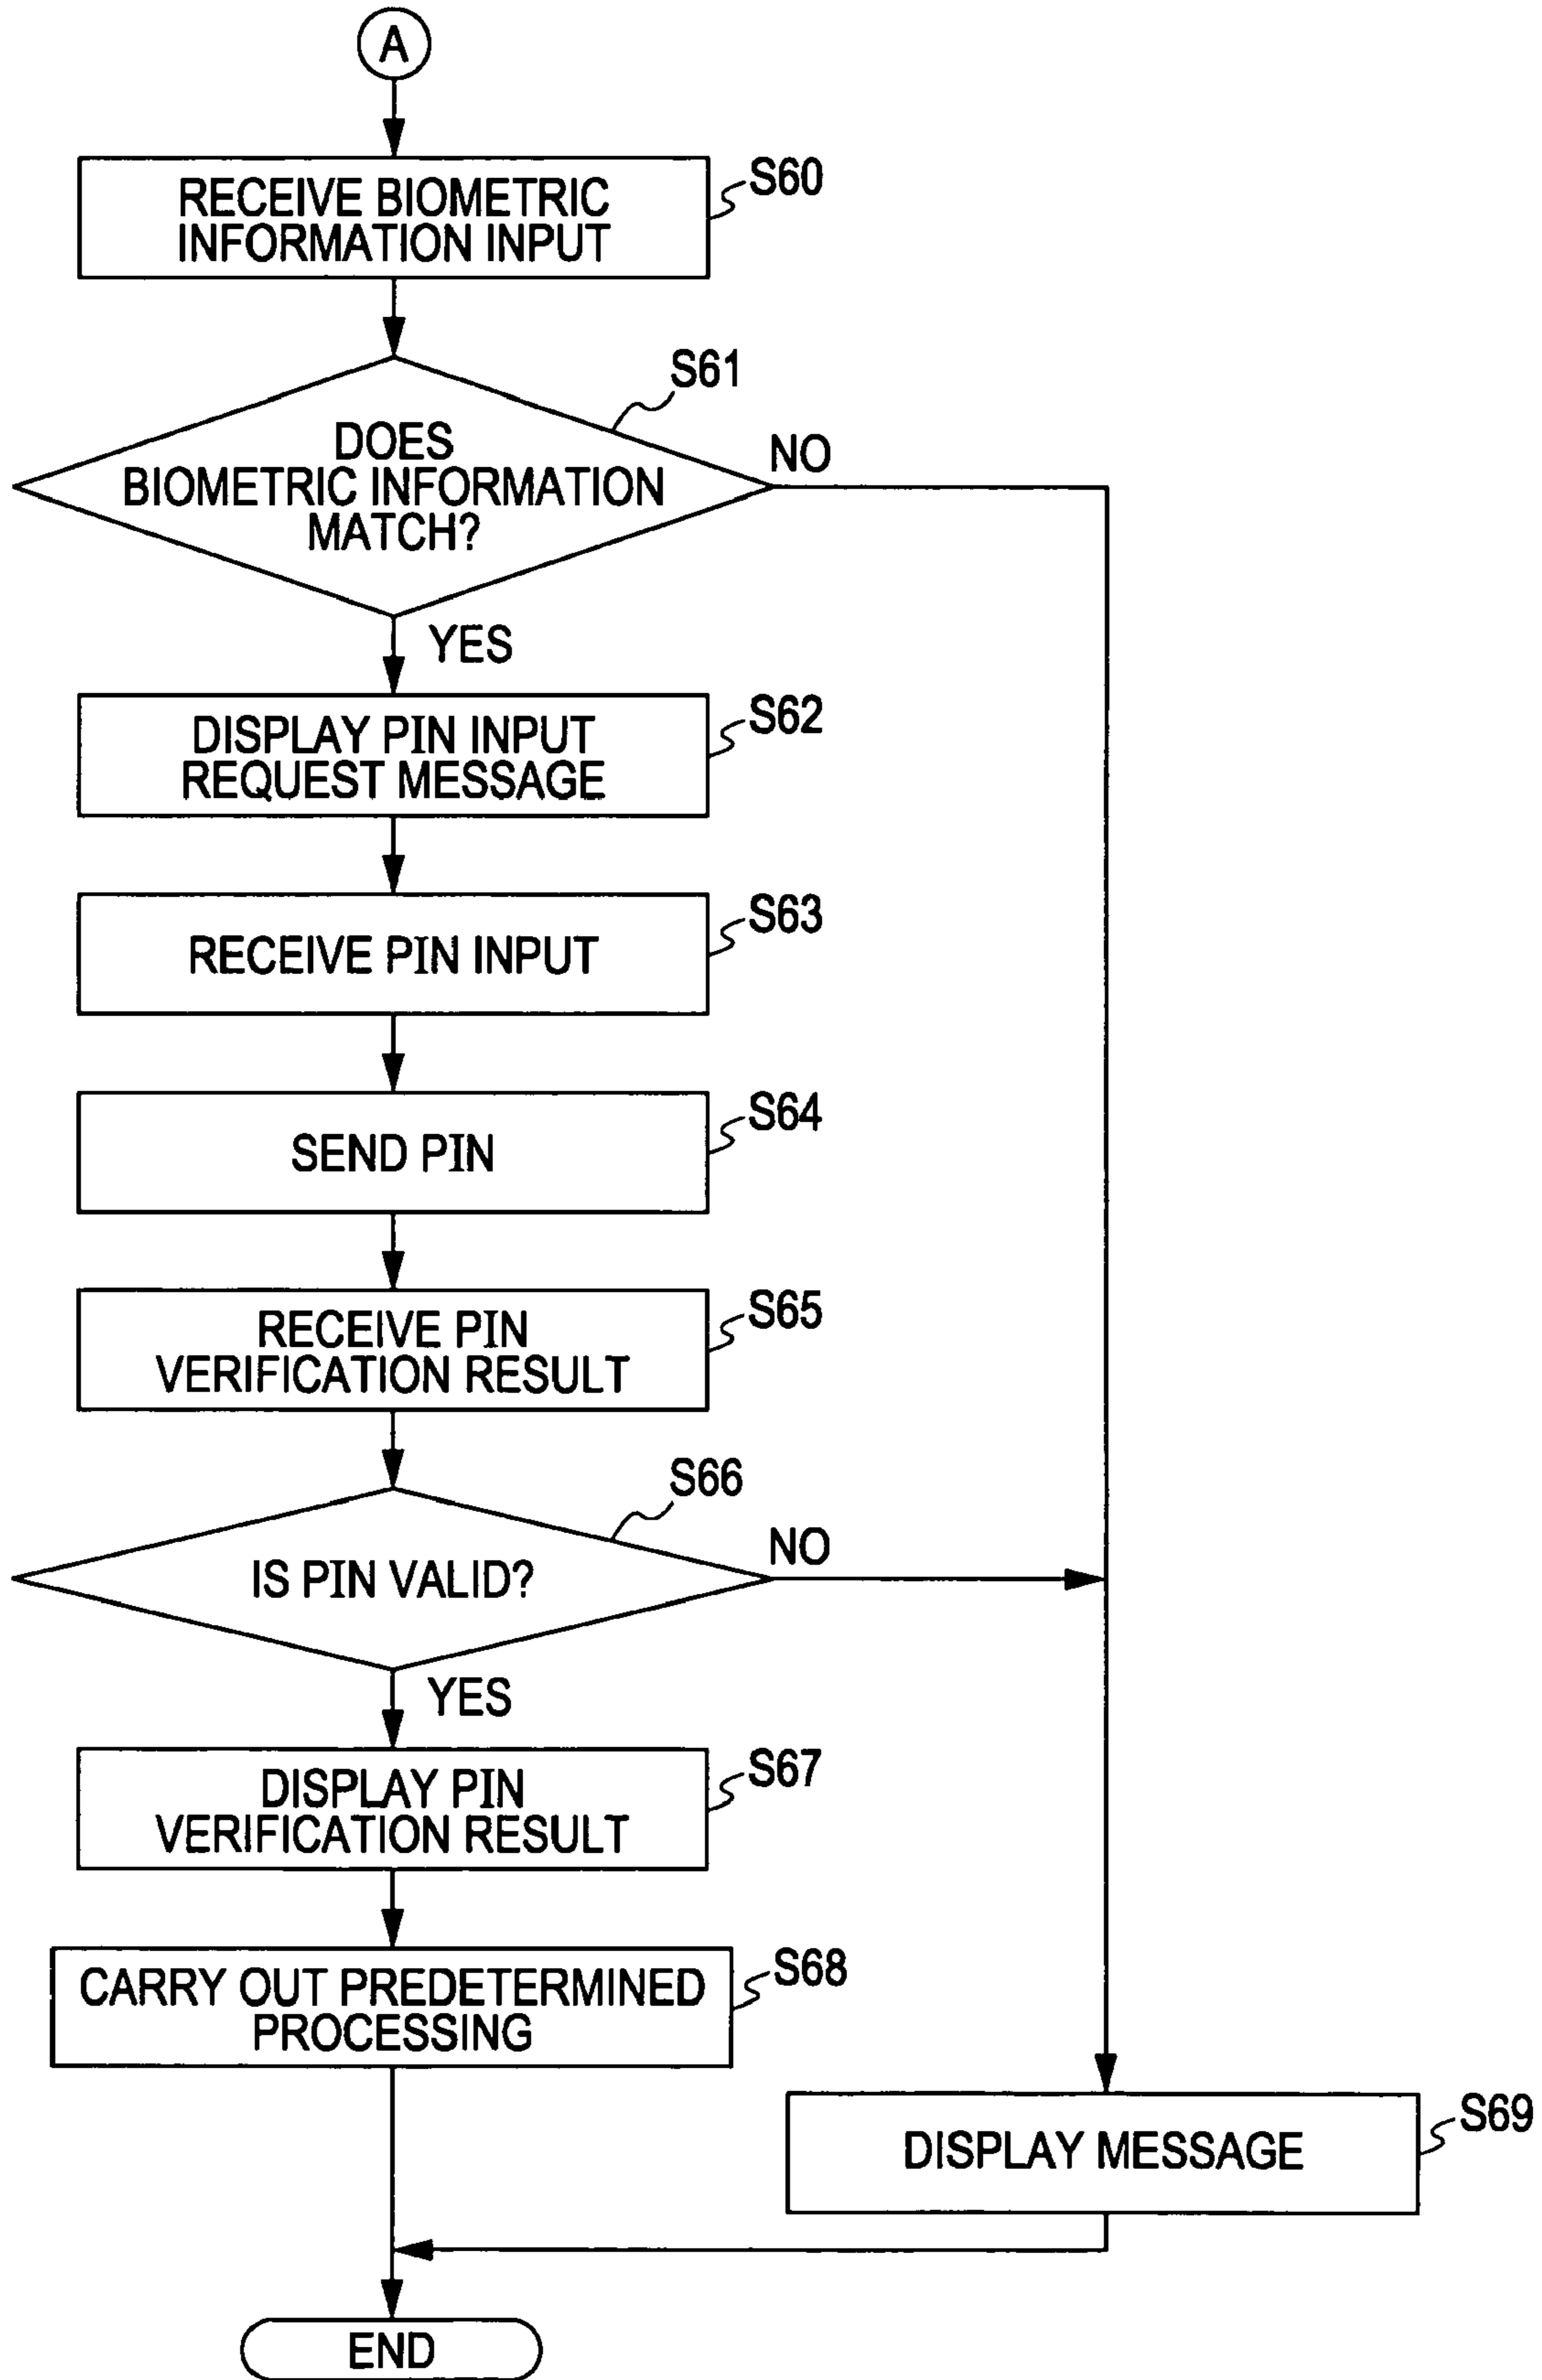 A
RECEIVE BIOMETRIC
INFORMATION INPUT
S60
S61
DOES
BIOMETRIC INFORMATION
MATCH?
NO
YES
DISPLAY PIN INPUT
REQUEST MESSAGE
S62
RECEIVE PIN INPUT
S63
SEND PIN
S64
RECEIVE PIN
VERIFICATION RESULT
S65
S66
IS PIN VALID?
NO
YES
DISPLAY PIN
VERIFICATION RESULT
S67
CARRY OUT PREDETERMINED
PROCESSING
S68
DISPLAY MESSAGE
S69
END